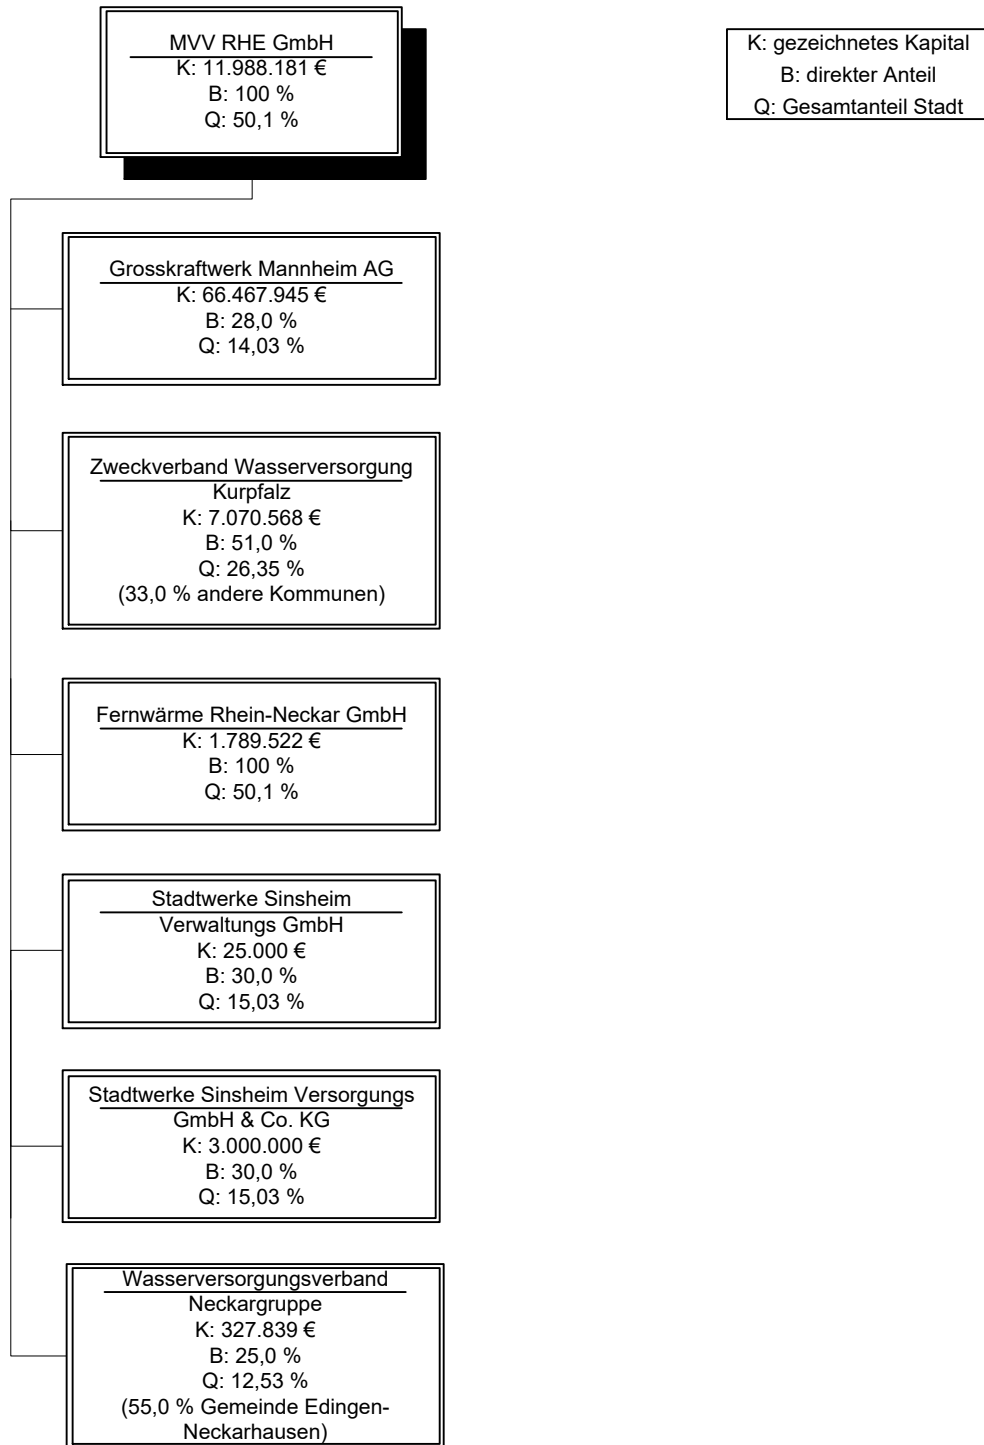 MVV RHE GmbH
K: 11.988.181 €
B: 100 %
Q: 50,1 %
K: gezeichnetes Kapital
B: direkter Anteil
Q: Gesamtanteil Stadt
Grosskraftwerk Mannheim AG
K: 66.467.945 €
B: 28,0 %
Q: 14,03 %
Zweckverband Wasserversorgung
Kurpfalz
K: 7.070.568 €
B: 51,0 %
Q: 26,35 %
(33,0 % andere Kommunen)
Fernwärme Rhein-Neckar GmbH
K: 1.789.522 €
B: 100 %
Q: 50,1 %
Stadtwerke Sinsheim
Verwaltungs GmbH
K: 25.000 €
B: 30,0 %
Q: 15,03 %
Stadtwerke Sinsheim Versorgungs
GmbH & Co. KG
K: 3.000.000 €
B: 30,0 %
Q: 15,03 %
Wasserversorgungsverband
Neckargruppe
K: 327.839 €
B: 25,0 %
Q: 12,53 %
(55,0 % Gemeinde Edingen-
Neckarhausen)